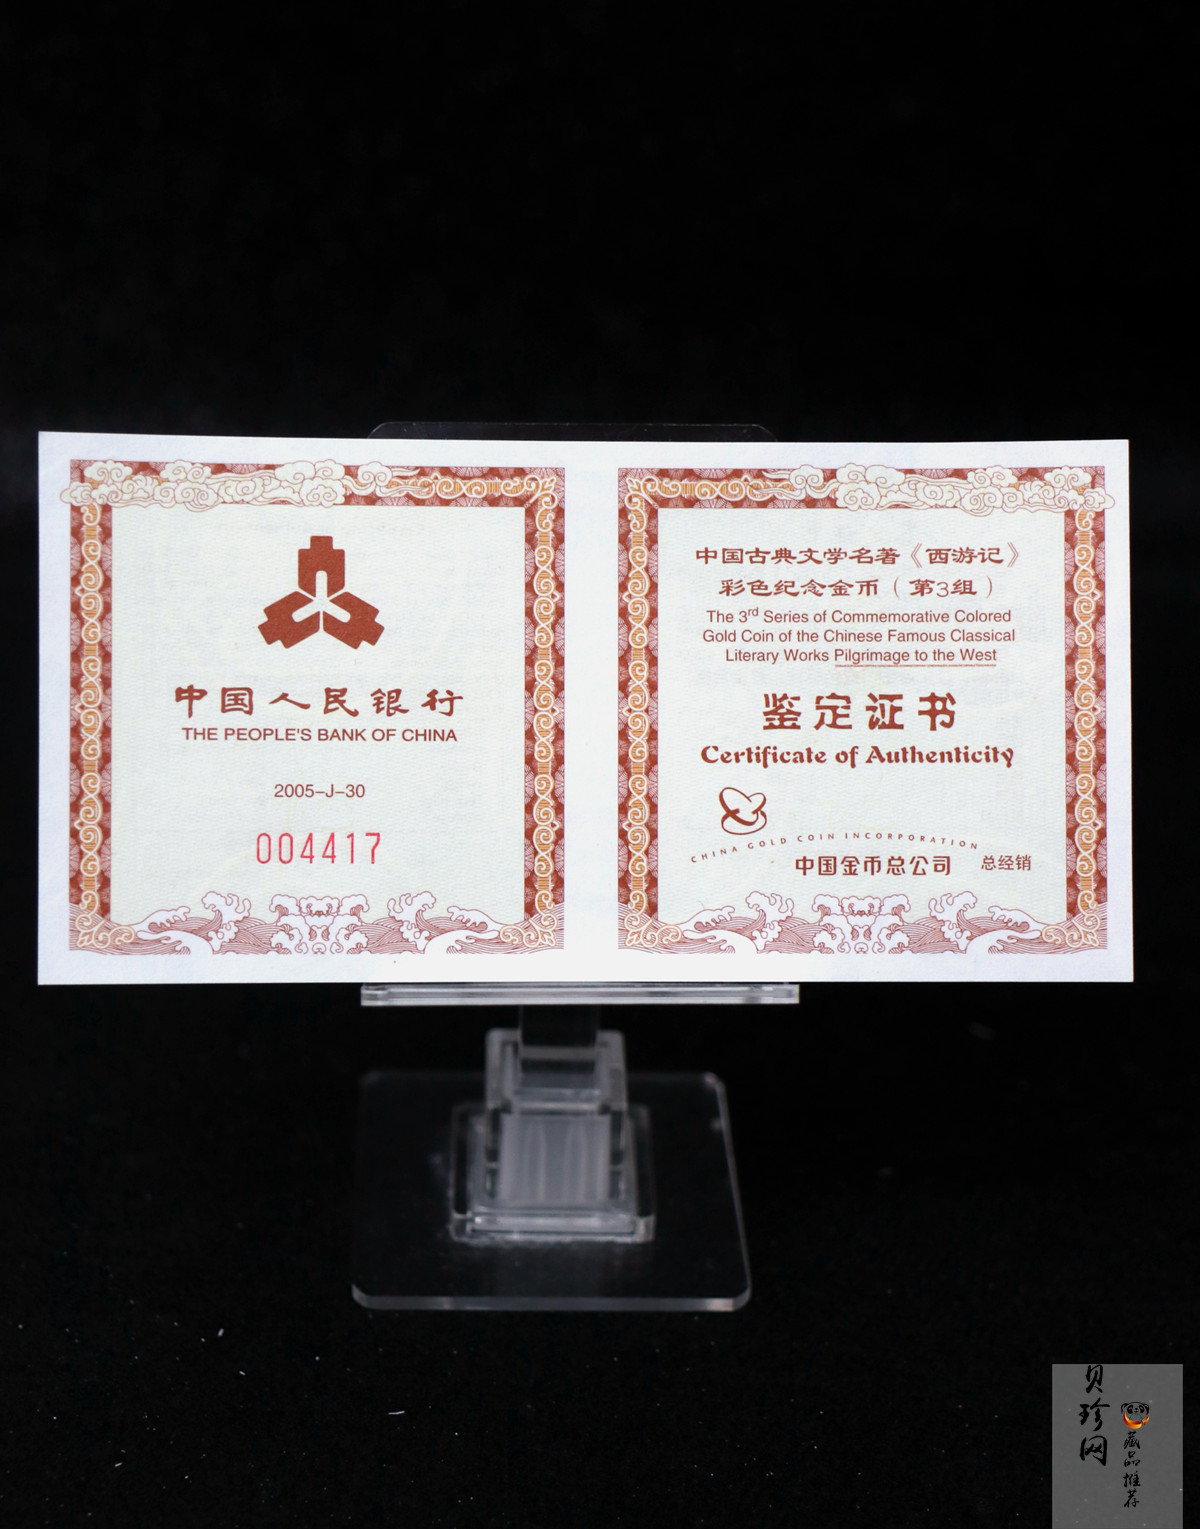 中国人民银行
THE PEOPLE'S BANK OF CHINA
2005-J-30
004417
中国古典文学名著《西游记》
彩色纪念金币（第3组）
The 3rd Series of Commemorative Colored
Gold Coin of the Chinese Famous Classical
Literary Works Pilgrimage to the West
鉴定证书
Certificate of Authenticity
CHINA GOLD COIN INCORPORATION
中国金币总公司 总经销
贝珍网
藏品推荐